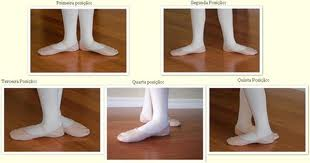 Primeira posição:
Segunda Posição:
Terceira Posição:
Quarta posição:
Quinta Posição: